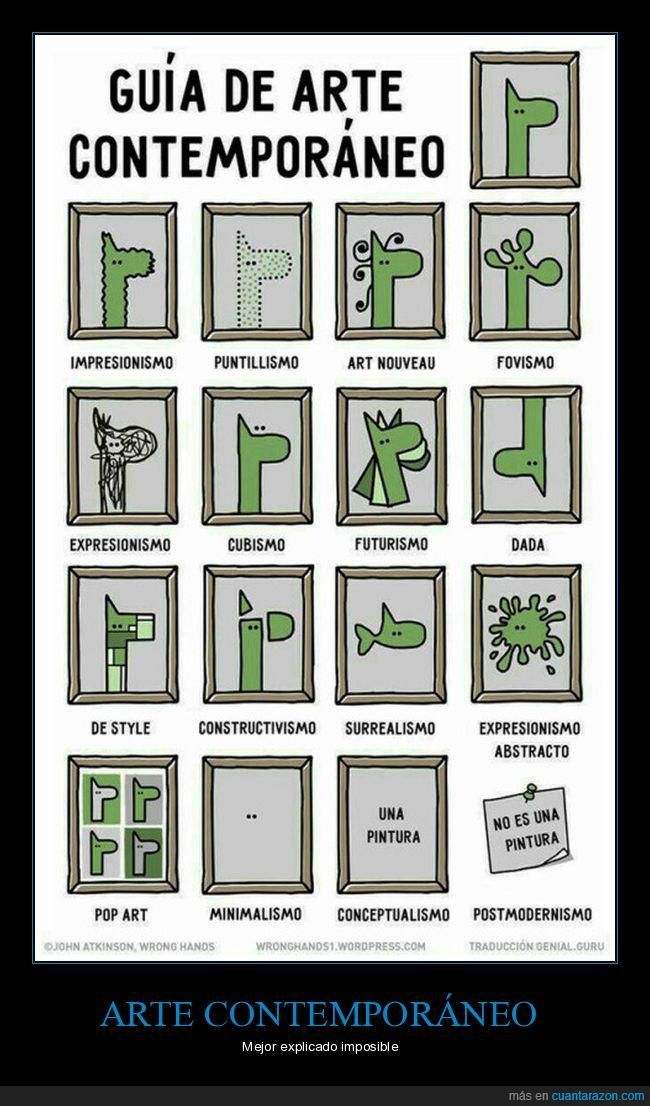 GUÍA DE ARTE
CONTEMPORÁNEO
IMPRESIONISMO
PUNTILLISMO
ART NOUVEAU
FOVISMO
EXPRESIONISMO
CUBISMO
FUTURISMO
DADA
DE STYLE
CONSTRUCTIVISMO
SURREALISMO
EXPRESIONISMO
ABSTRACTO
UNA
PINTURA
NO ES UNA
PINTURA
POP ART
MINIMALISMO
CONCEPTUALISMO
POSTMODERNISMO
©JOHN ATKINSON, WRONG HANDS
WRONGHANDS1.WORDPRESS.COM
TRADUCCIÓN GENIAL.GURU
ARTE CONTEMPORÁNEO
Mejor explicado imposible
más en cuantarazon.com